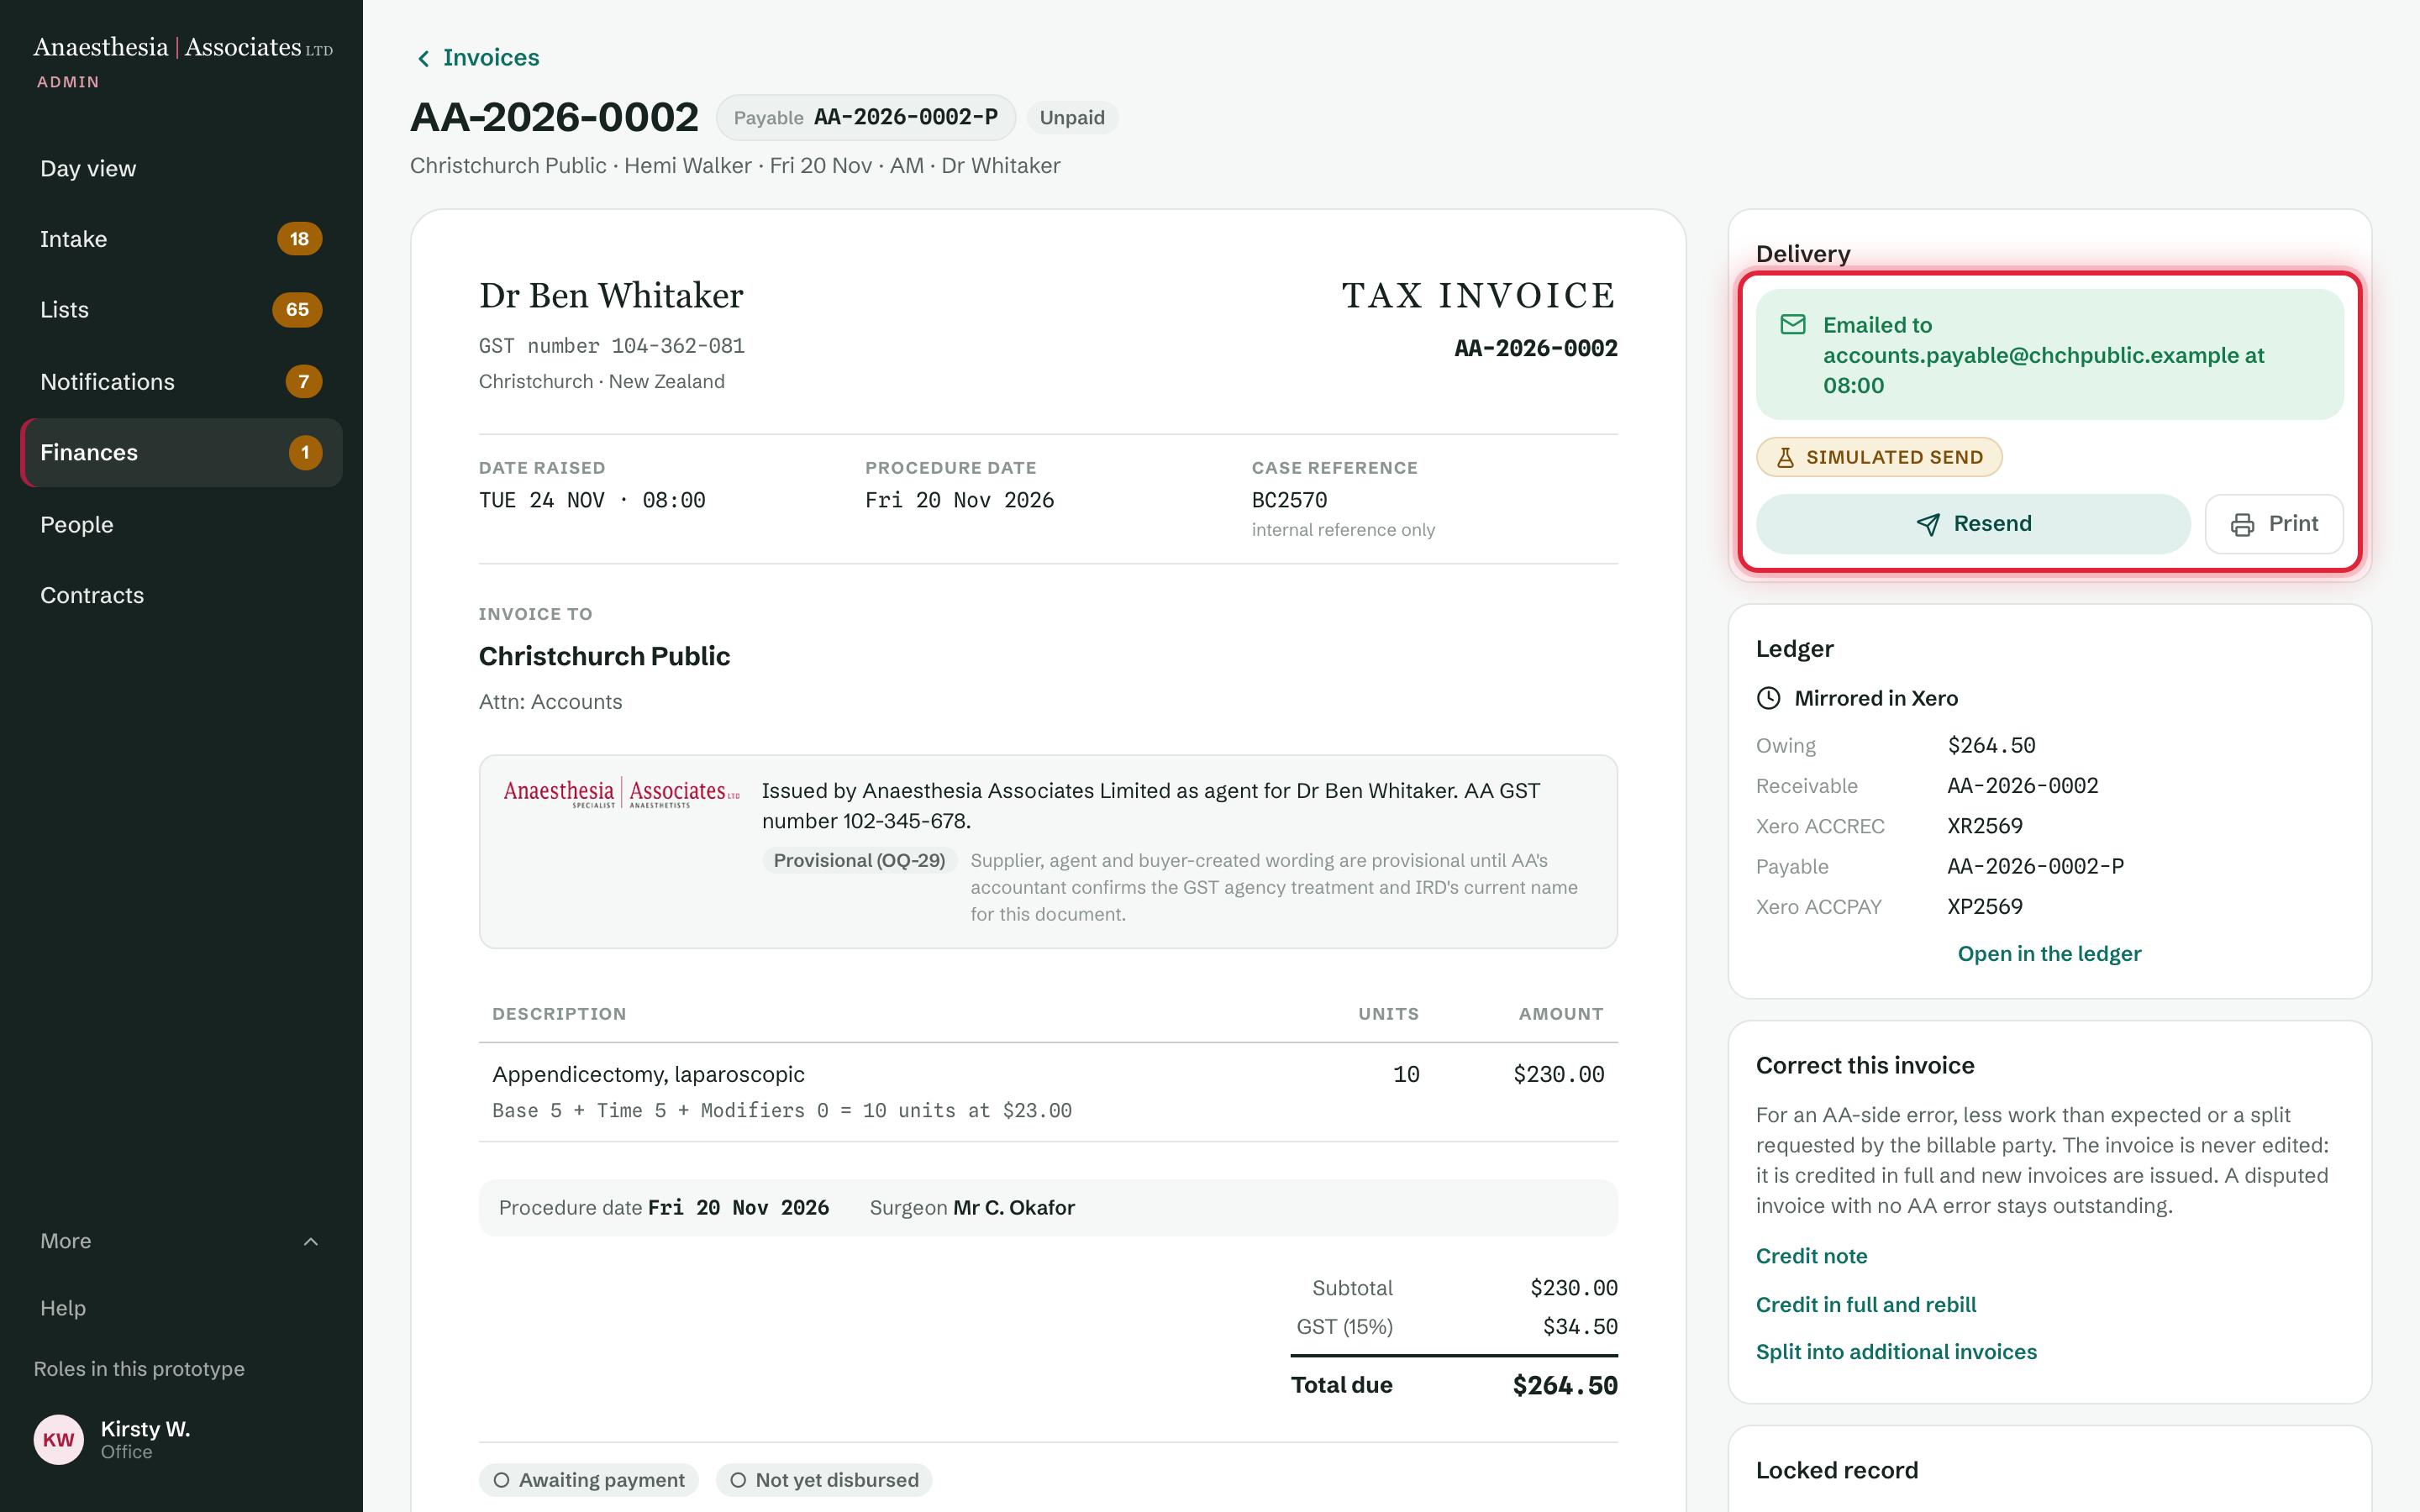 Anaesthesia | Associates LTD
ADMIN
Day view
Intake 18
Lists 65
Notifications 7
Finances 1
People
Contracts
More
Help
Roles in this prototype
KW
Kirsty W.
Office
Invoices
AA-2026-0002 Payable AA-2026-0002-P Unpaid
Christchurch Public · Hemi Walker · Fri 20 Nov · AM · Dr Whitaker
Dr Ben Whitaker
GST number 104-362-081
Christchurch · New Zealand
TAX INVOICE
AA-2026-0002
DATE RAISED
TUE 24 NOV · 08:00
PROCEDURE DATE
Fri 20 Nov 2026
CASE REFERENCE
BC2570
internal reference only
INVOICE TO
Christchurch Public
Attn: Accounts
Anaesthesia | Associates LTD
SPECIALIST | ANAESTHETISTS
Issued by Anaesthesia Associates Limited as agent for Dr Ben Whitaker. AA GST
number 102-345-678.
Provisional (OQ-29)
Supplier, agent and buyer-created wording are provisional until AA's
accountant confirms the GST agency treatment and IRD's current name
for this document.
DESCRIPTION UNITS AMOUNT
Appendicectomy, laparoscopic 10 $230.00
Base 5 + Time 5 + Modifiers 0 = 10 units at $23.00
Procedure date Fri 20 Nov 2026 Surgeon Mr C. Okafor
Subtotal $230.00
GST (15%) $34.50
Total due $264.50
Awaiting payment Not yet disbursed
Delivery
Emailed to
accounts.payable@chchpublic.example at
08:00
SIMULATED SEND
Resend Print
Ledger
Mirrored in Xero
Owing $264.50
Receivable AA-2026-0002
Xero ACCREC XR2569
Payable AA-2026-0002-P
Xero ACCPAY XP2569
Open in the ledger
Correct this invoice
For an AA-side error, less work than expected or a split
requested by the billable party. The invoice is never edited:
it is credited in full and new invoices are issued. A disputed
invoice with no AA error stays outstanding.
Credit note
Credit in full and rebill
Split into additional invoices
Locked record